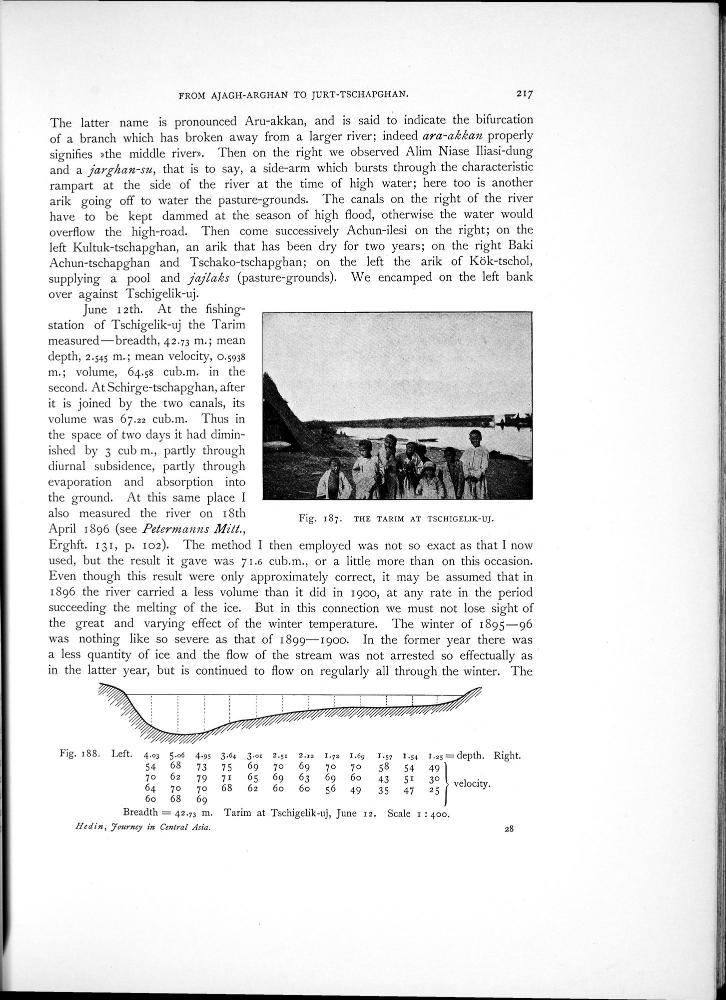 FROM AJAGH-ARGHAN TO JURT-TSCHAPGHAN. 217
The latter name is pronounced Aru-akkan, and is said to indicate the bifurcation
of a branch which has broken away from a larger river; indeed ara-akkan properly
signifies »the middle river». Then on the right we observed Alim Niase Iliasi-dung
and a jarghan-su, that is to say, a side-arm which bursts through the characteristic
rampart at the side of the river at the time of high water; here too is another
arik going off to water the pasture-grounds. The canals on the right of the river
have to be kept dammed at the season of high flood, otherwise the water would
overflow the high-road. Then come successively Achun-ilesi on the right; on the
left Kultuk-tschapghan, an arik that has been dry for two years; on the right Baki
Achun-tschapghan and Tschako-tschapghan; on the left the arik of Kök-tschol,
supplying a pool and jajlaks (pasture-grounds). We encamped on the left bank
over against Tschigelik-uj.
June 12th. At the fishing-
station of Tschigelik-uj the Tarim
measured—breadth, 42.73 m.; mean
depth, 2.545 m.; mean velocity, 0.5938
m.; volume, 64.58 cub.m. in the
second. At Schirge-tschapghan, after
it is joined by the two canals, its
volume was 67.22 cub.m. Thus in
the space of two days it had dimin-
ished by 3 cub m., partly through
diurnal subsidence, partly through
evaporation and absorption into
the ground. At this same place I
also measured the river on 18th
April 1896 (see Petermanns Mitt.,
Fig. 187. THE TARIM AT TSCHIGELIK-UJ.
Erghft. 131, p. 102). The method I then employed was not so exact as that I now
used, but the result it gave was 71.6 cub.m., or a little more than on this occasion.
Even though this result were only approximately correct, it may be assumed that in
1896 the river carried a less volume than it did in 1900, at any rate in the period
succeeding the melting of the ice. But in this connection we must not lose sight of
the great and varying effect of the winter temperature. The winter of 1895—96
was nothing like so severe as that of 1899—1900. In the former year there was
a less quantity of ice and the flow of the stream was not arrested so effectually as
in the latter year, but is continued to flow on regularly all through the winter. The
Fig. 188. Left. 4.03 5.06 4.95 3.64 3.01 2.51 2.12 1.72 1.69 1.57 1.54 1.25 = depth. Right.
54 68 73 75 69 70 69 70 70 58 54 49
70 62 79 71 65 69 63 69 60 43 51 30 velocity.
64 70 70 68 62 60 60 56 49 35 47 25
60 68 69
Breadth = 42.73 m. Tarim at Tschigelik-uj, June 12. Scale 1 : 400.
Hedin, Journey in Central Asia. 28